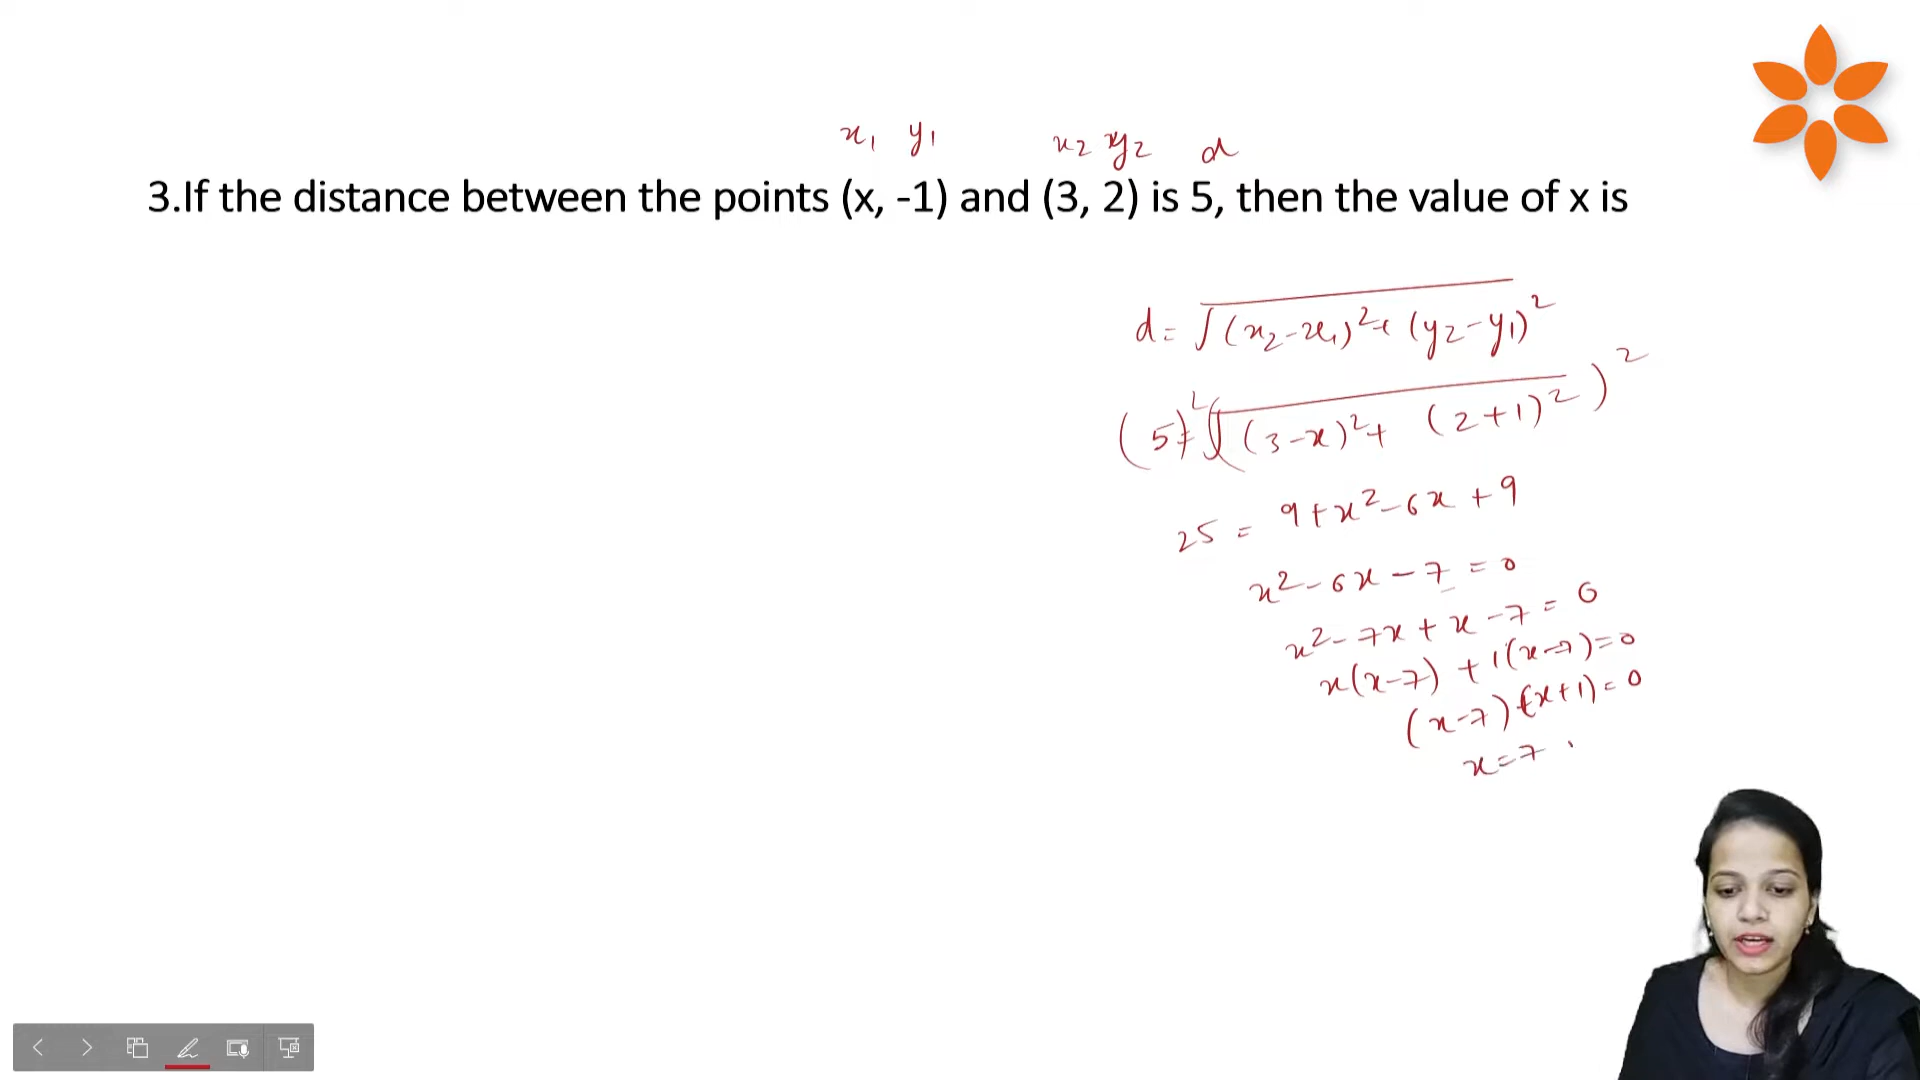 x₁ y₁ x₂ y₂ d
3.If the distance between the points (x, -1) and (3, 2) is 5, then the value of x is
d = √(x₂-x₁)²+(y₂-y₁)²
(5)² = (√(3-x)²+ (2+1)²)²
25 = 9+x²-6x+9
x²-6x-7=0
x²-7x+x-7=0
x(x-7)+1(x-7)=0
(x-7)(x+1)=0
x=7